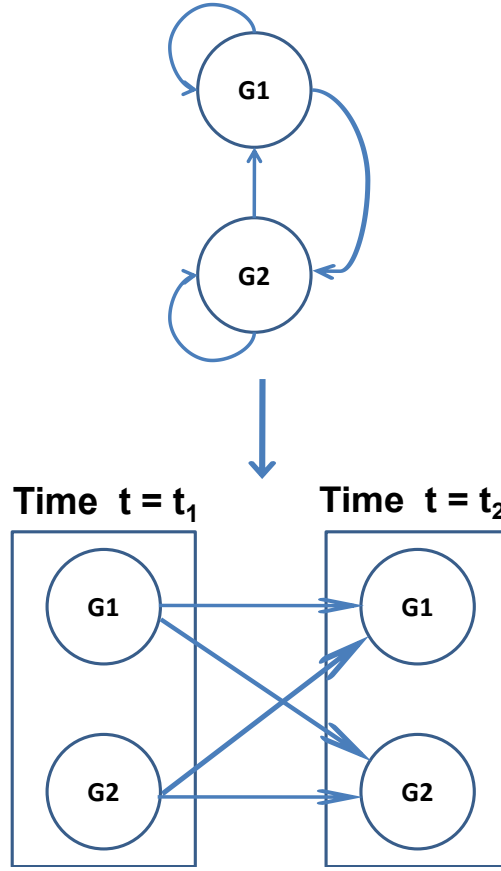 G1
G2
Time t = t₁ Time t = t₂
G1 G1
G2 G2